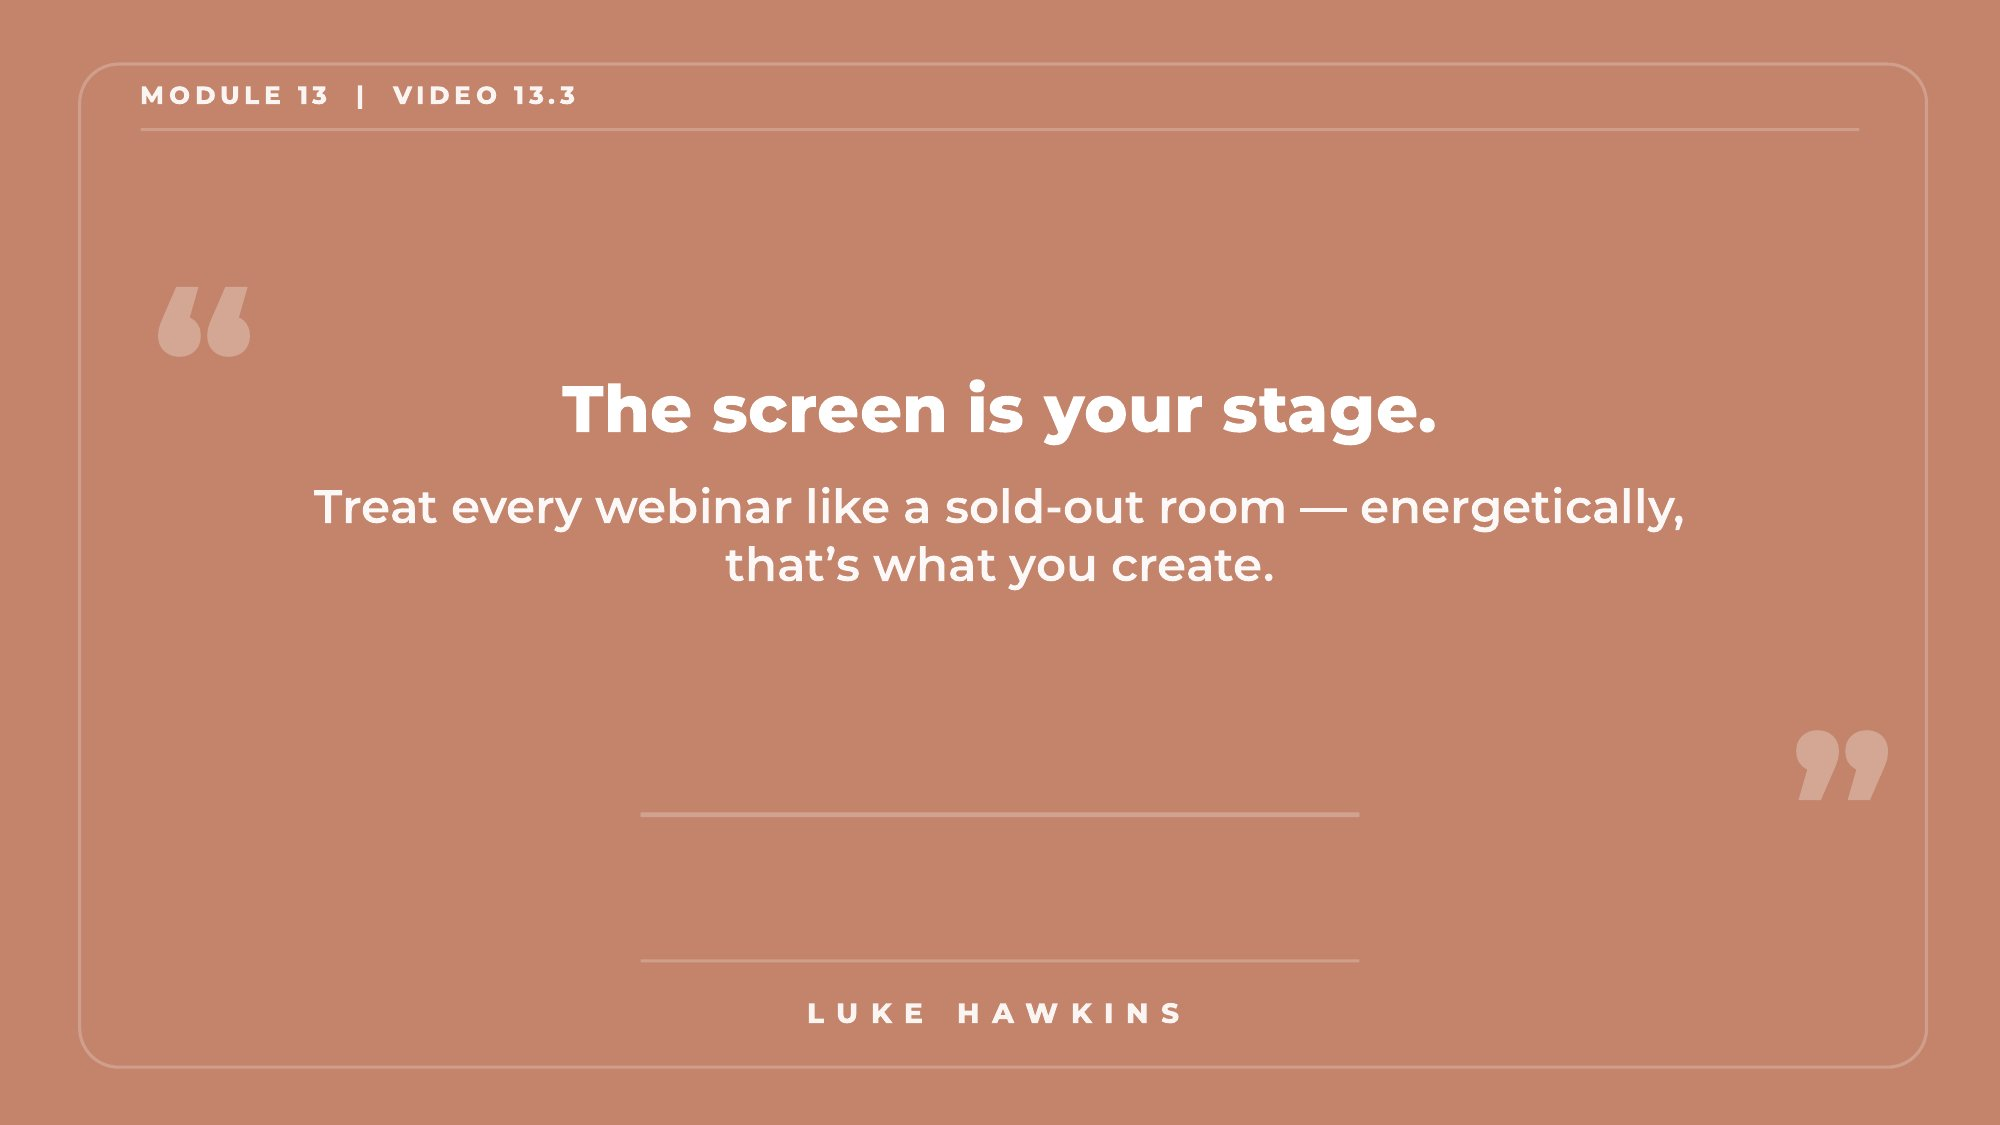 MODULE 13 | VIDEO 13.3
“
The screen is your stage.
Treat every webinar like a sold-out room — energetically,
that’s what you create.
”
LUKE HAWKINS